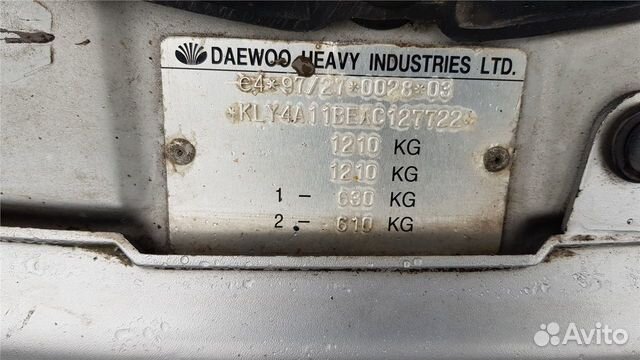 DAEWOO HEAVY INDUSTRIES LTD.
e4*97/27*0028*03
*KLY4A11BEXC127722*
1210 KG
1210 KG
1 - 630 KG
2 - 610 KG
Avito